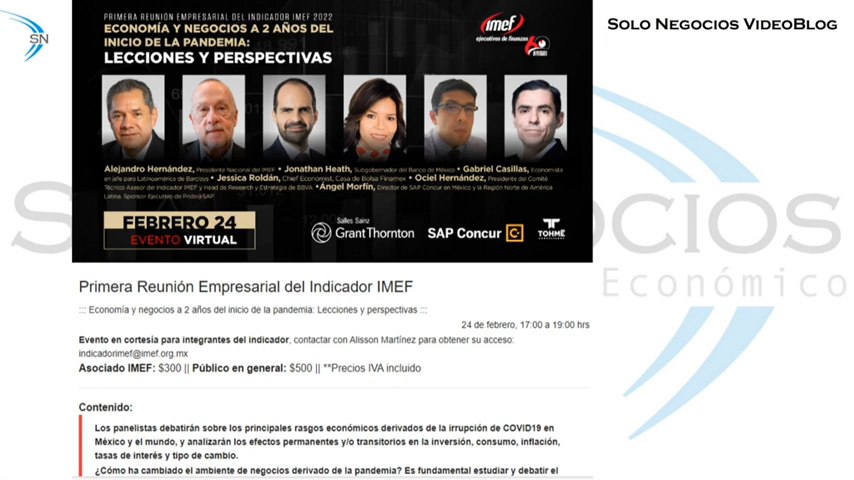 SN
SOLO NEGOCIOS VIDEOBLOG
PRIMERA REUNIÓN EMPRESARIAL DEL INDICADOR IMEF 2022
ECONOMÍA Y NEGOCIOS A 2 AÑOS DEL
INICIO DE LA PANDEMIA:
LECCIONES Y PERSPECTIVAS
imef
ejecutivos de finanzas
60
Alejandro Hernández, Presidente Nacional del IMEF • Jonathan Heath, Subgobernador del Banco de México • Gabriel Casillas, Economista
en jefe para Latinoamerica de Barclays • Jessica Roldán, Chief Economist, Casa de Bolsa Finamex • Ociel Hernández, Presidente del Comité
Técnico Asesor del Indicador IMEF y Head de Research y Estrategia de BBVA • Ángel Morfín, Director de SAP Concur en México y la Región Norte de América
Latina. Sponsor Ejecutivo de Pride@SAP
FEBRERO 24
EVENTO VIRTUAL
Salles Sainz
GrantThornton
SAP Concur C.
TOHMÉ
S OCIOS
Económico
Primera Reunión Empresarial del Indicador IMEF
::: Economía y negocios a 2 años del inicio de la pandemia: Lecciones y perspectivas :::
24 de febrero, 17:00 a 19:00 hrs
Evento en cortesía para integrantes del indicador, contactar con Alisson Martínez para obtener su acceso:
indicadorimef@imef.org.mx
Asociado IMEF: $300 || Público en general: $500 || **Precios IVA incluido
Contenido:
Los panelistas debatirán sobre los principales rasgos económicos derivados de la irrupción de COVID19 en
México y el mundo, y analizarán los efectos permanentes y/o transitorios en la inversión, consumo, inflación,
tasas de interés y tipo de cambio.
¿Cómo ha cambiado el ambiente de negocios derivado de la pandemia? Es fundamental estudiar y debatir el